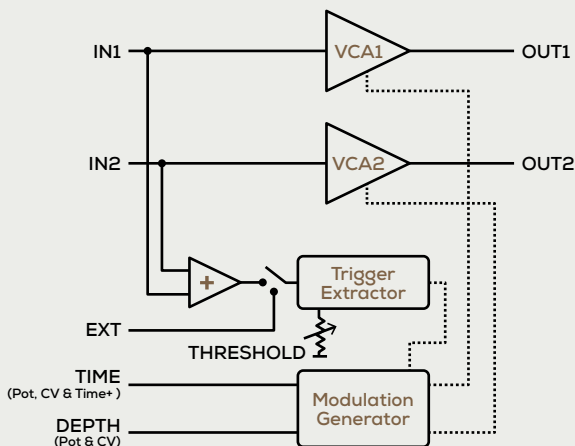 IN1
VCA1
OUT1
IN2
VCA2
OUT2
+
Trigger
Extractor
EXT
THRESHOLD
TIME
(Pot, CV & Time+)
Modulation
Generator
DEPTH
(Pot & CV)